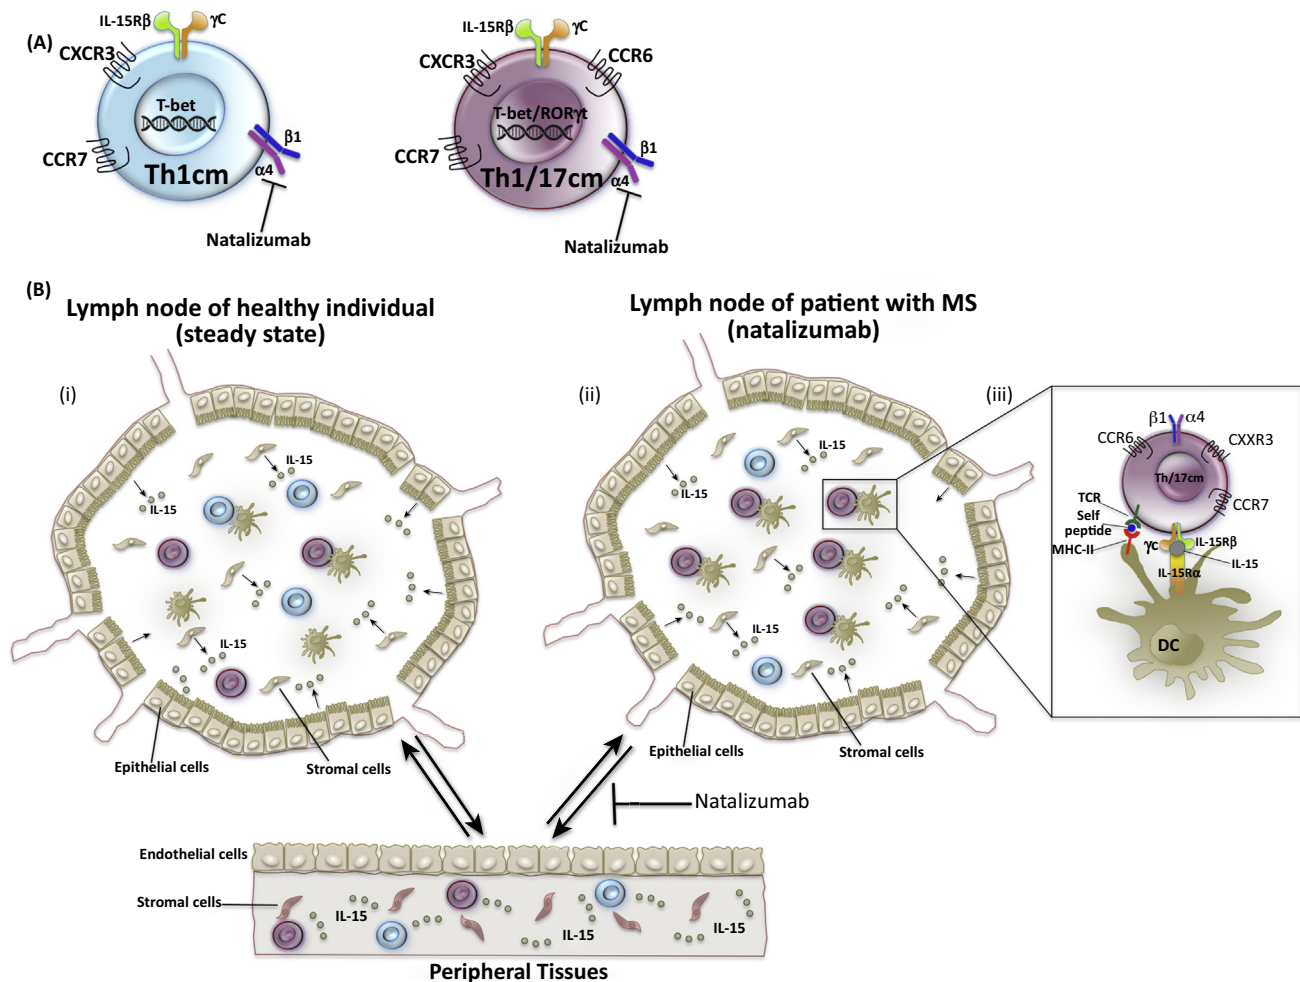 (A)
IL-15Rβ
γC
CXCR3
T-bet
CCR7
Th1cm
β1
α4
Natalizumab
IL-15Rβ
γC
CXCR3
CCR6
T-bet/RORγt
CCR7
Th1/17cm
β1
α4
Natalizumab
(B)
Lymph node of healthy individual
(steady state)
Lymph node of patient with MS
(natalizumab)
(i)
IL-15
IL-15
IL-15
IL-15
Epithelial cells
Stromal cells
(ii)
IL-15
IL-15
IL-15
IL-15
Epithelial cells
Stromal cells
(iii)
β1
α4
CCR6
CXXR3
Th/17cm
CCR7
TCR
Self
peptide
MHC-II
γc
IL-15Rβ
IL-15
IL-15Rα
DC
Natalizumab
Endothelial cells
Stromal cells
IL-15
IL-15
IL-15
Peripheral Tissues